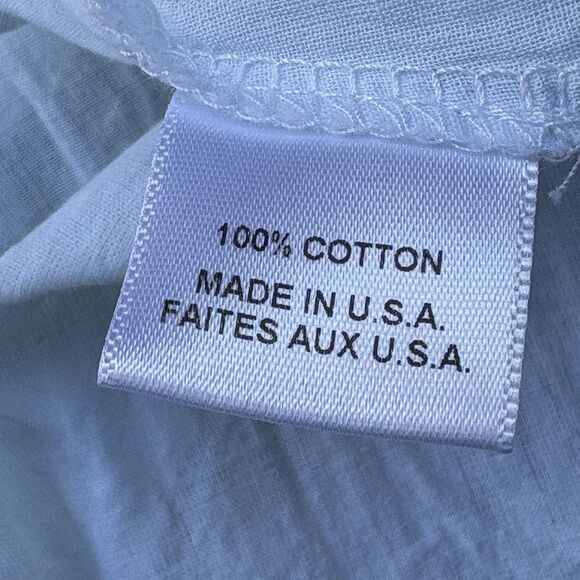 100% COTTON
MADE IN U.S.A.
FAITES AUX U.S.A.